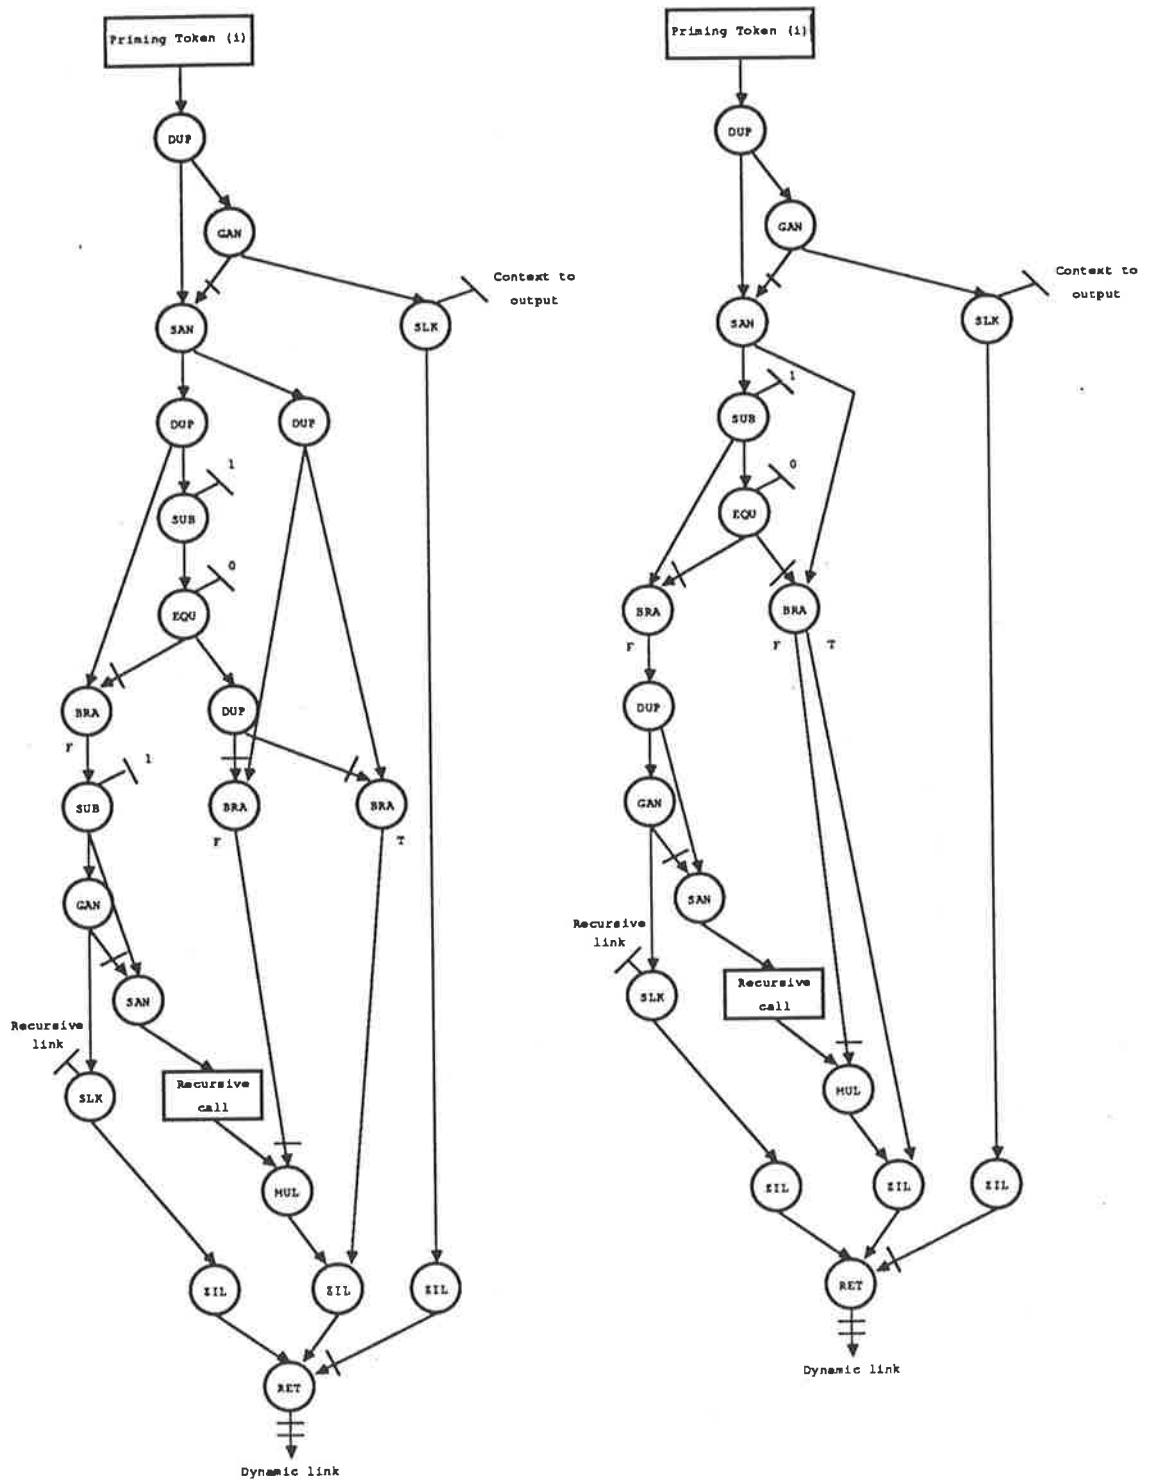 Priming Token (i)
DUP
GAN
Context to
output
SAN
SLK
DUP
DUP
1
SUB
0
EQU
BRA
DUP
F
1
SUB
BRA
BRA
F
T
GAN
SAN
Recursive
link
Recursive
call
SLK
MUL
ZIL
ZIL
ZIL
RET
Dynamic link
Priming Token (i)
DUP
GAN
Context to
output
SAN
SLK
1
SUB
0
EQU
BRA
BRA
F
F
T
DUP
GAN
SAN
Recursive
link
Recursive
call
SLK
MUL
ZIL
ZIL
ZIL
RET
Dynamic link